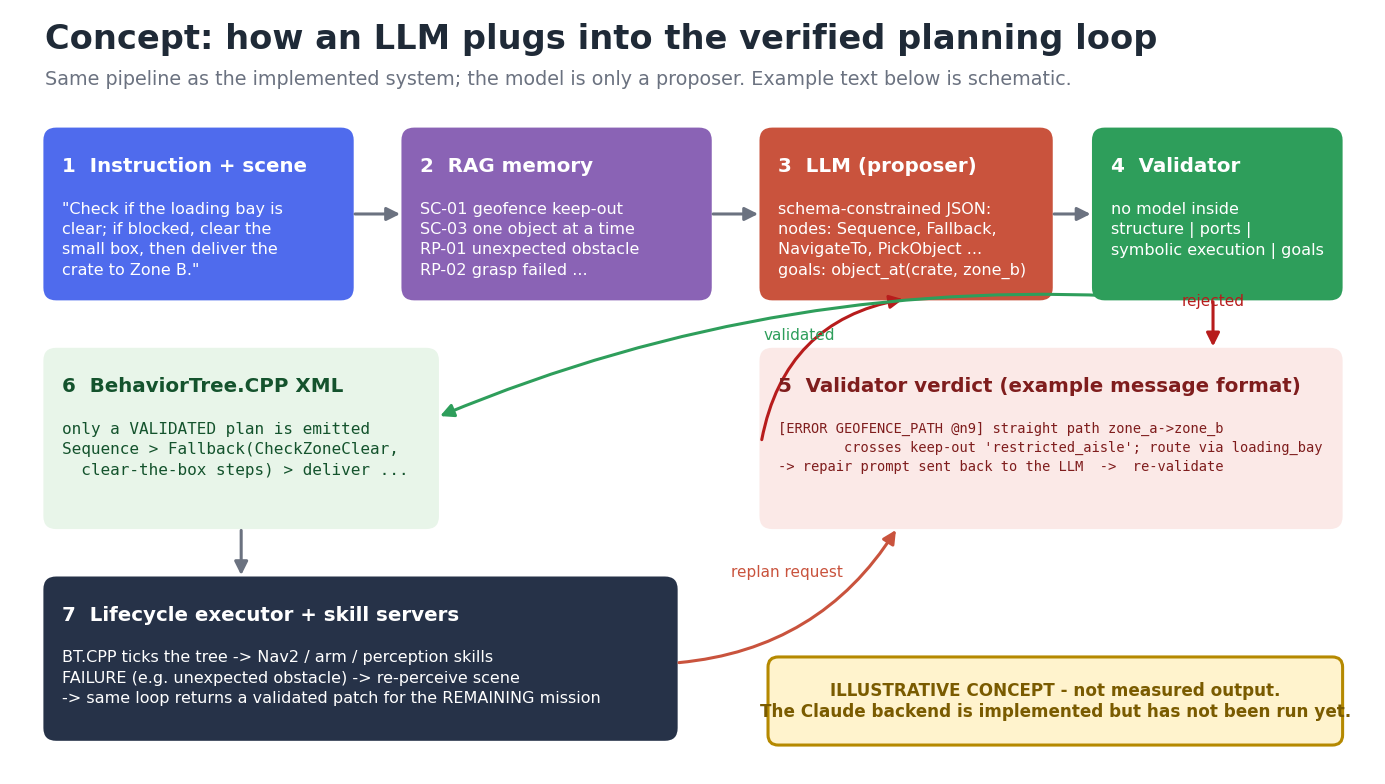 Concept: how an LLM plugs into the verified planning loop
Same pipeline as the implemented system; the model is only a proposer. Example text below is schematic.
1 Instruction + scene
"Check if the loading bay is
clear; if blocked, clear the
small box, then deliver the
crate to Zone B."
2 RAG memory
SC-01 geofence keep-out
SC-03 one object at a time
RP-01 unexpected obstacle
RP-02 grasp failed ...
3 LLM (proposer)
schema-constrained JSON:
nodes: Sequence, Fallback,
NavigateTo, PickObject ...
goals: object_at(crate, zone_b)
4 Validator
no model inside
structure | ports |
symbolic execution | goals
rejected
validated
5 Validator verdict (example message format)
[ERROR GEOFENCE_PATH @n9] straight path zone_a->zone_b
crosses keep-out 'restricted_aisle'; route via loading_bay
-> repair prompt sent back to the LLM -> re-validate
6 BehaviorTree.CPP XML
only a VALIDATED plan is emitted
Sequence > Fallback(CheckZoneClear,
clear-the-box steps) > deliver ...
replan request
7 Lifecycle executor + skill servers
BT.CPP ticks the tree -> Nav2 / arm / perception skills
FAILURE (e.g. unexpected obstacle) -> re-perceive scene
-> same loop returns a validated patch for the REMAINING mission
ILLUSTRATIVE CONCEPT - not measured output.
The Claude backend is implemented but has not been run yet.